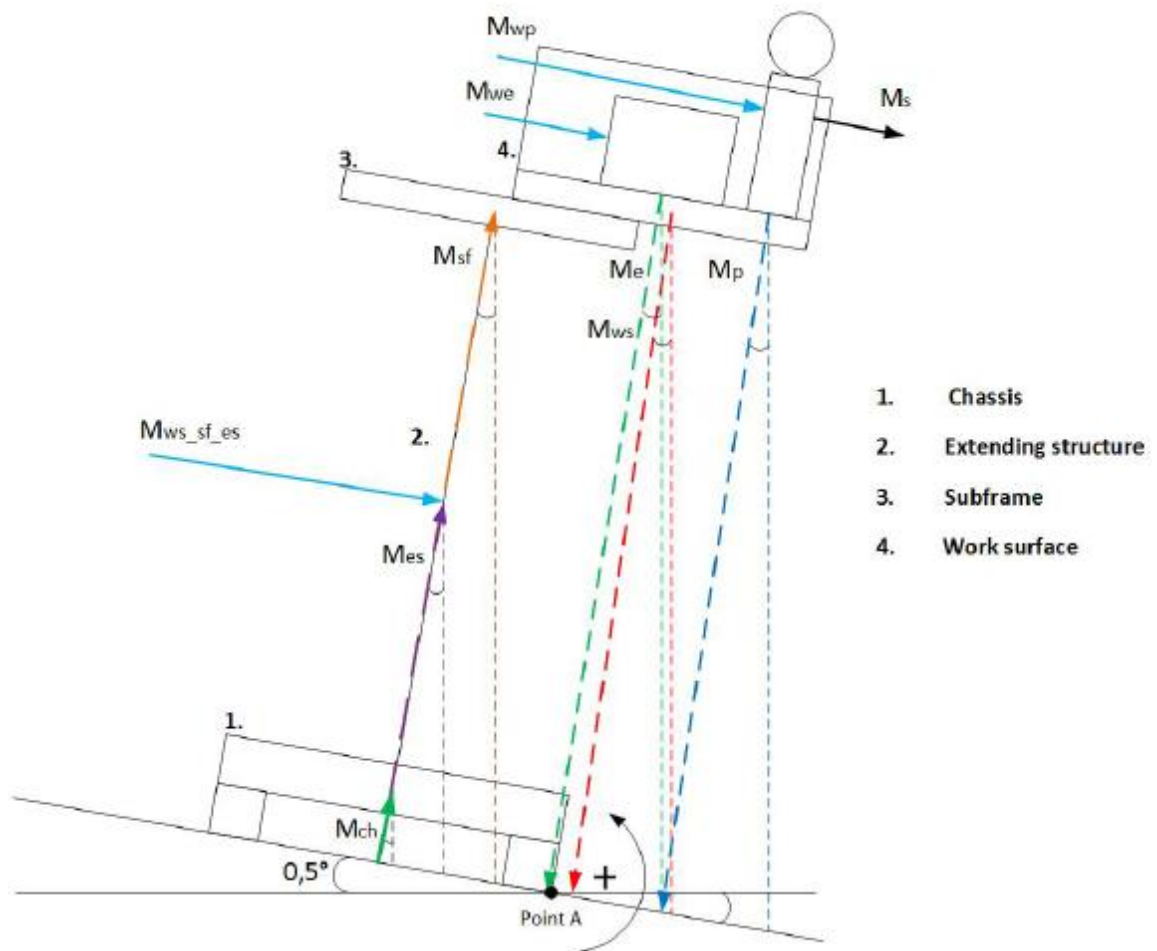 Mwp
Mwe
Ms
4.
3.
Msf
Me
Mp
Mws
1. Chassis
2. Extending structure
3. Subframe
4. Work surface
Mws_sf_es
2.
Mes
1.
Mch
0,5°
+
Point A